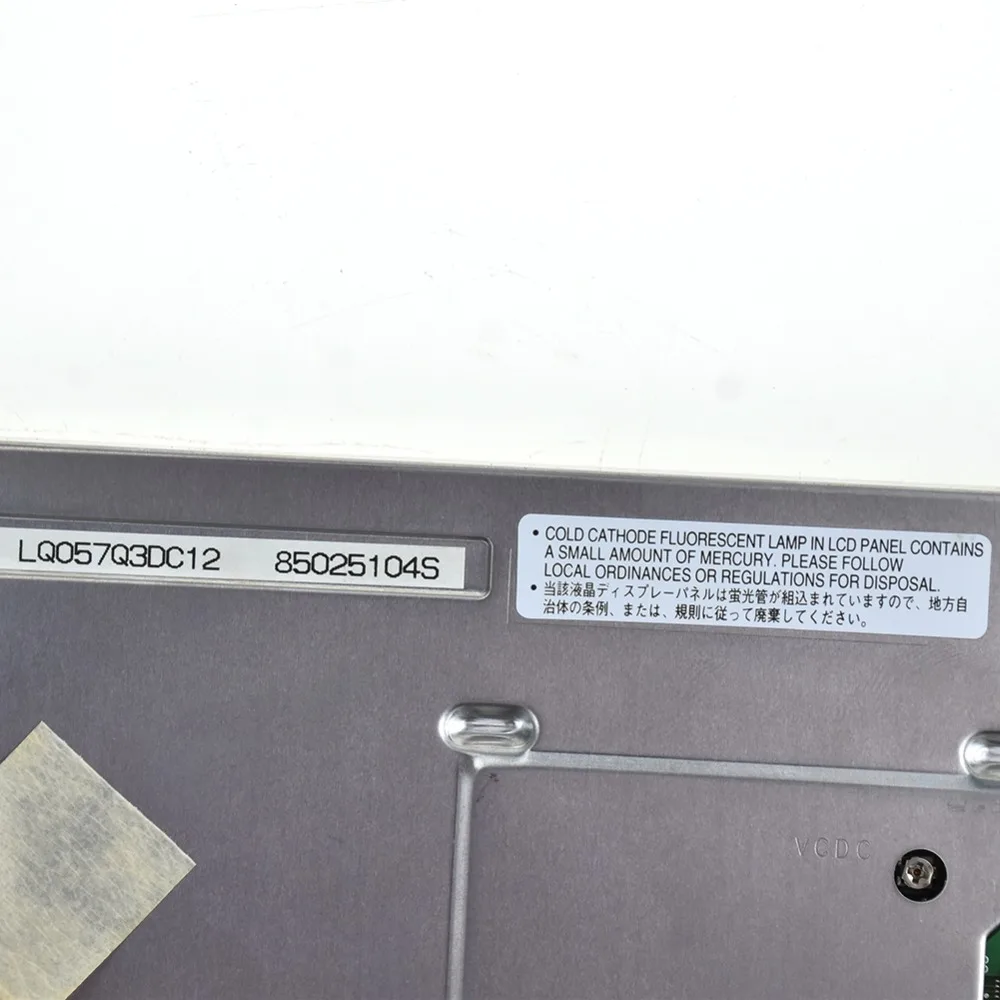 LQ057Q3DC12 85025104S
• COLD CATHODE FLUORESCENT LAMP IN LCD PANEL CONTAINS
A SMALL AMOUNT OF MERCURY. PLEASE FOLLOW
LOCAL ORDINANCES OR REGULATIONS FOR DISPOSAL.
• 当該液晶ディスプレーパネルは蛍光管が組込まれていますので、地方自
治体の条例、または、規則に従って廃棄してください。
VCDC